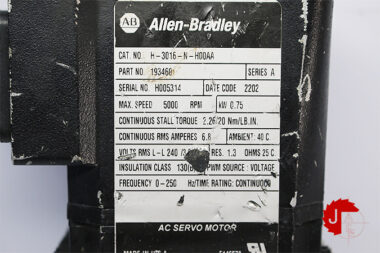 AB Allen-Bradley
CAT. NO. H-3016-N-H00AA
PART NO 193460 SERIES A
SERIAL NO H005314 DATE CODE 2202
MAX. SPEED 5000 RPM kW 0.75
CONTINUOUS STALL TORQUE 2.26/20 Nm/LB.IN.
CONTINUOUS RMS AMPERES 6.8 AMBIENT: 40 C
VOLTS RMS L-L 240 RES. 1.3 OHMS 25 C.
INSULATION CLASS 130(B) PWM SOURCE : VOLTAGE
FREQUENCY 0-250 Hz/TIME RATING: CONTINUOUS
AC SERVO MOTOR